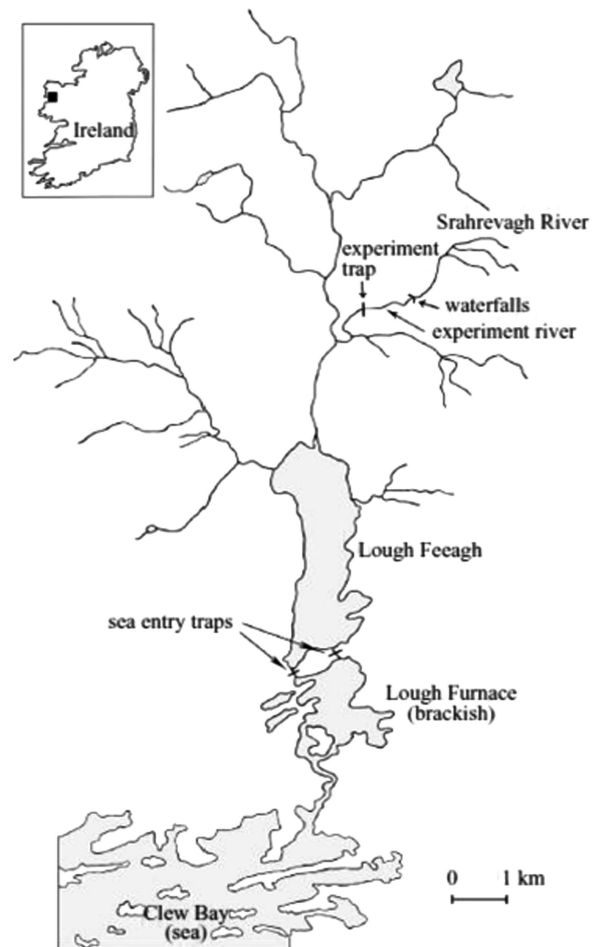 Ireland
Srahrevagh River
experiment
trap
waterfalls
experiment river
Lough Feeagh
sea entry traps
Lough Furnace
(brackish)
0 1 km
Clew Bay
(sea)